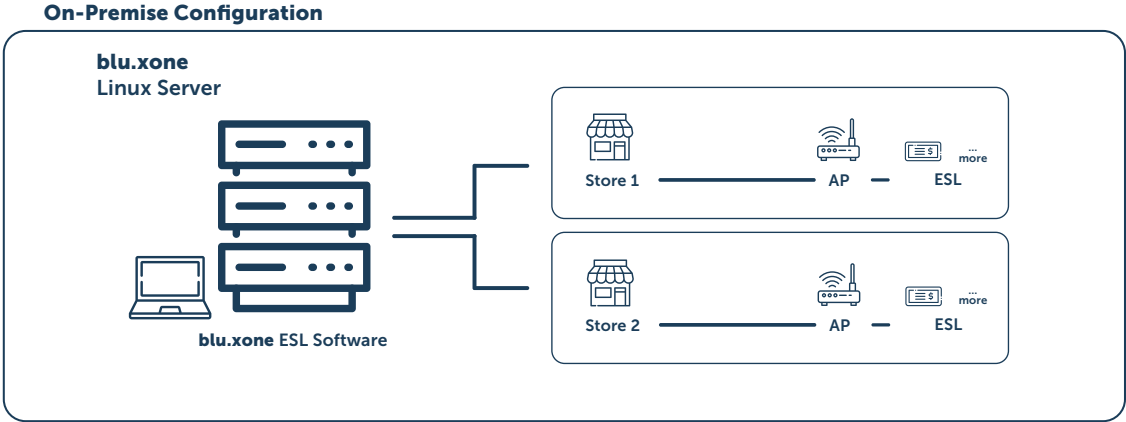 On-Premise Configuration
blu.xone
Linux Server
blu.xone ESL Software
Store 1
AP
$
...
more
ESL
Store 2
AP
$
...
more
ESL